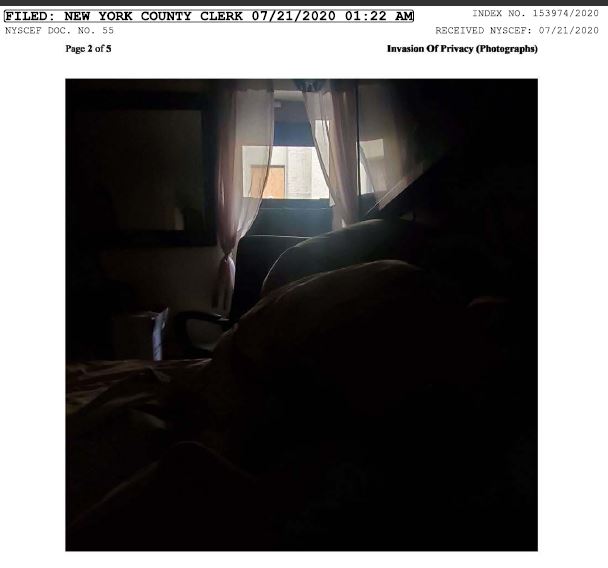 FILED: NEW YORK COUNTY CLERK 07/21/2020 01:22 AM
INDEX NO. 153974/2020
NYSCEF DOC. NO. 55
RECEIVED NYSCEF: 07/21/2020
Page 2 of 5
Invasion Of Privacy (Photographs)